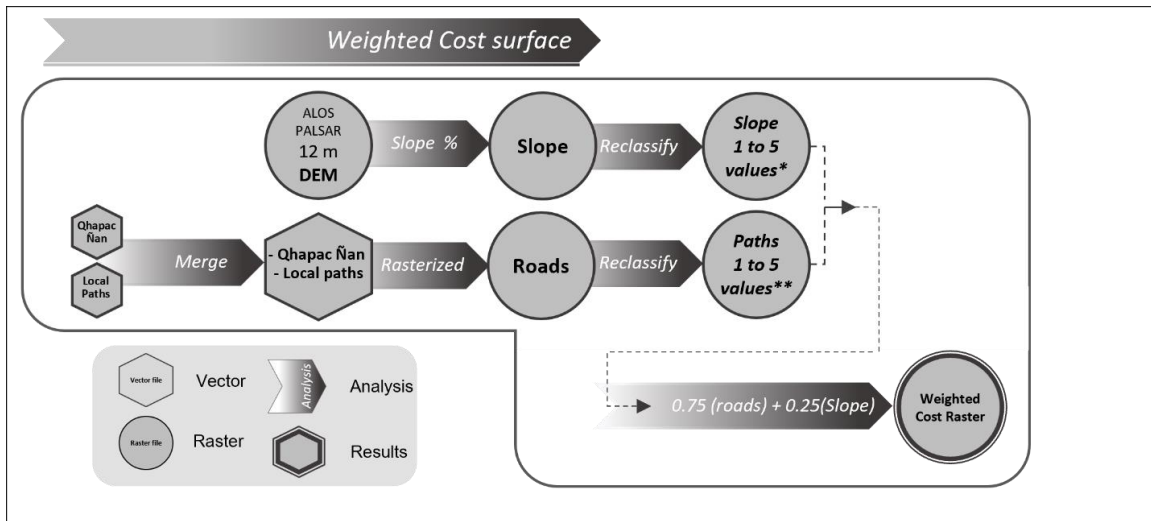 Weighted Cost surface
ALOS
PALSAR
12 m
DEM
Slope %
Slope
Reclassify
Slope
1 to 5
values*
Qhapac
Ñan
Local
Paths
Merge
- Qhapac Ñan
- Local paths
Rasterized
Roads
Reclassify
Paths
1 to 5
values**
Vector file
Vector
Analysis
Analysis
Raster file
Raster
Results
0.75 (roads) + 0.25(Slope)
Weighted
Cost Raster